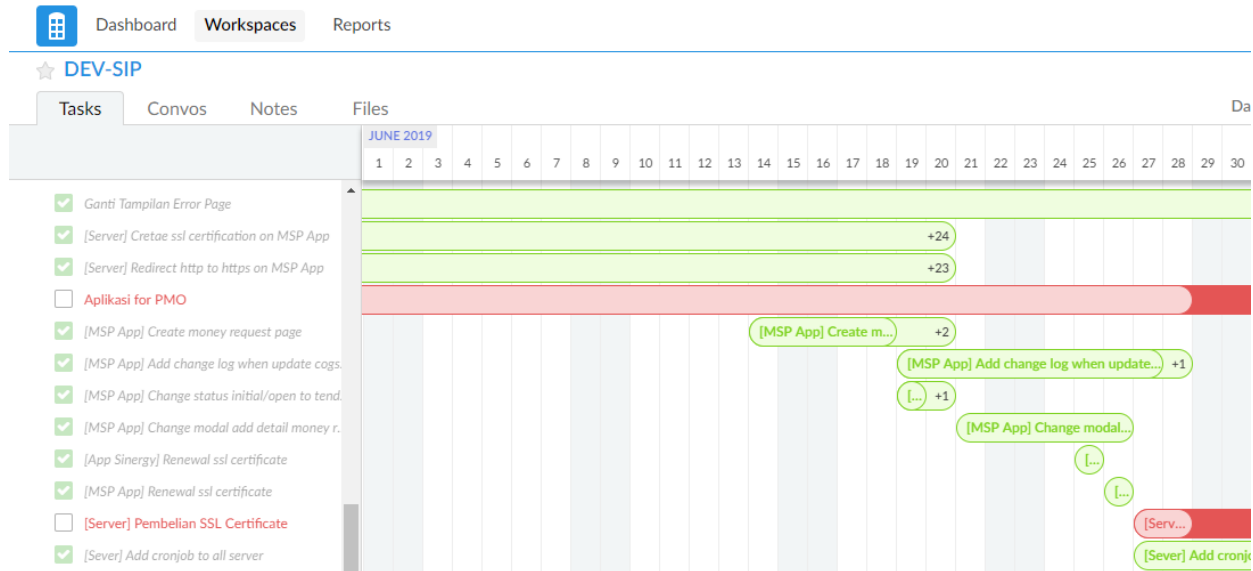 Dashboard Workspaces Reports
DEV-SIP
Tasks Convos Notes Files Da
JUNE 2019
1 2 3 4 5 6 7 8 9 10 11 12 13 14 15 16 17 18 19 20 21 22 23 24 25 26 27 28 29 30
Ganti Tampilan Error Page
[Server] Cretae ssl certification on MSP App +24
[Server] Redirect http to https on MSP App +23
Aplikasi for PMO
[MSP App] Create money request page [MSP App] Create m... +2
[MSP App] Add change log when update cogs. [MSP App] Add change log when update... +1
[MSP App] Change status initial/open to tend. [... +1
[MSP App] Change modal add detail money r.. [MSP App] Change modal...
[App Sinergy] Renewal ssl certificate [...
[MSP App] Renewal ssl certificate [...
[Server] Pembelian SSL Certificate [Serv...
[Sever] Add cronjob to all server [Sever] Add cronjo